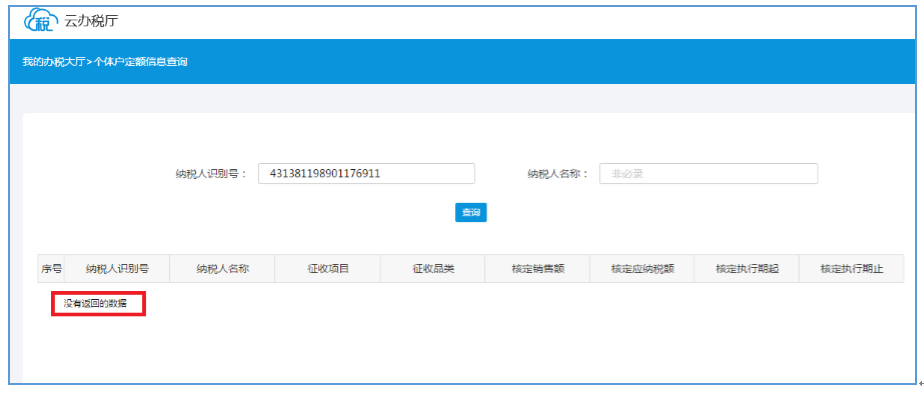 税 云办税厅
我的办税大厅>个体户定额信息查询
纳税人识别号： 431381198901176911 纳税人名称： 非必录
查询
序号 纳税人识别号 纳税人名称 征收项目 征收品类 核定销售额 核定应纳税额 核定执行期起 核定执行期止
没有返回的数据